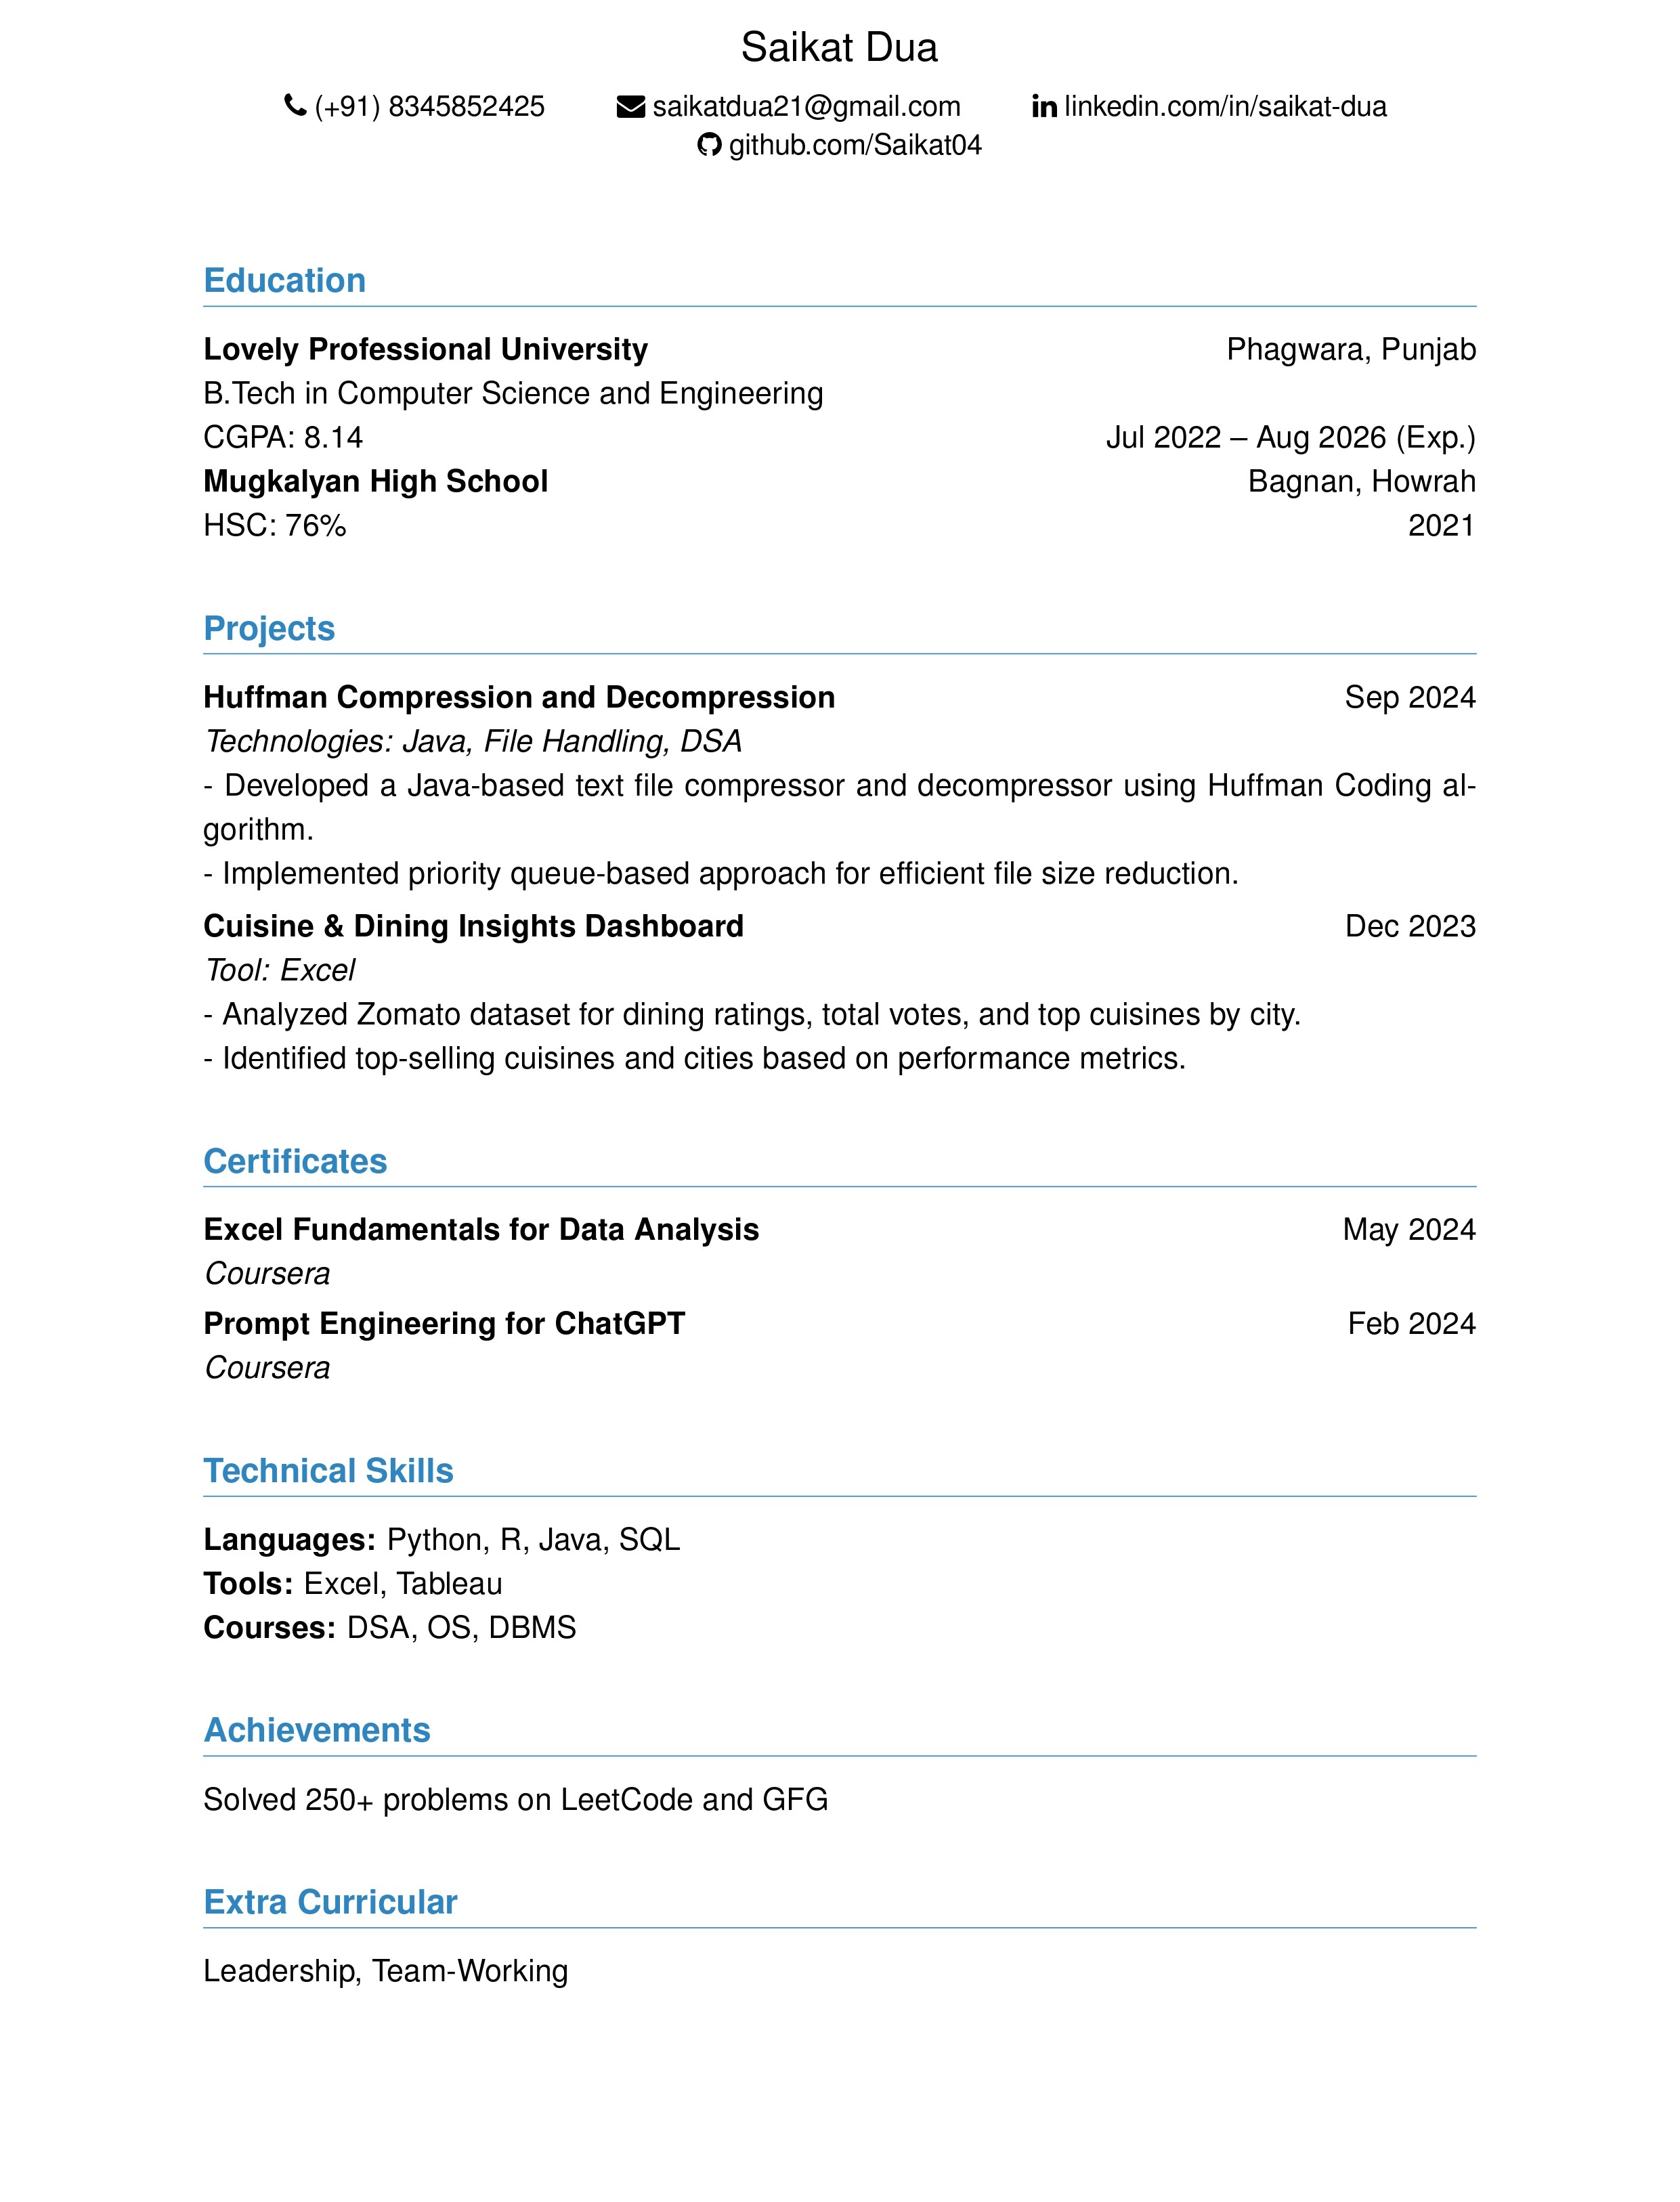 Saikat Dua
(+91) 8345852425 saikatdua21@gmail.com linkedin.com/in/saikat-dua
github.com/Saikat04
Education
Lovely Professional University Phagwara, Punjab
B.Tech in Computer Science and Engineering
CGPA: 8.14 Jul 2022 – Aug 2026 (Exp.)
Mugkalyan High School Bagnan, Howrah
HSC: 76% 2021
Projects
Huffman Compression and Decompression Sep 2024
Technologies: Java, File Handling, DSA
- Developed a Java-based text file compressor and decompressor using Huffman Coding al-
gorithm.
- Implemented priority queue-based approach for efficient file size reduction.
Cuisine & Dining Insights Dashboard Dec 2023
Tool: Excel
- Analyzed Zomato dataset for dining ratings, total votes, and top cuisines by city.
- Identified top-selling cuisines and cities based on performance metrics.
Certificates
Excel Fundamentals for Data Analysis May 2024
Coursera
Prompt Engineering for ChatGPT Feb 2024
Coursera
Technical Skills
Languages: Python, R, Java, SQL
Tools: Excel, Tableau
Courses: DSA, OS, DBMS
Achievements
Solved 250+ problems on LeetCode and GFG
Extra Curricular
Leadership, Team-Working